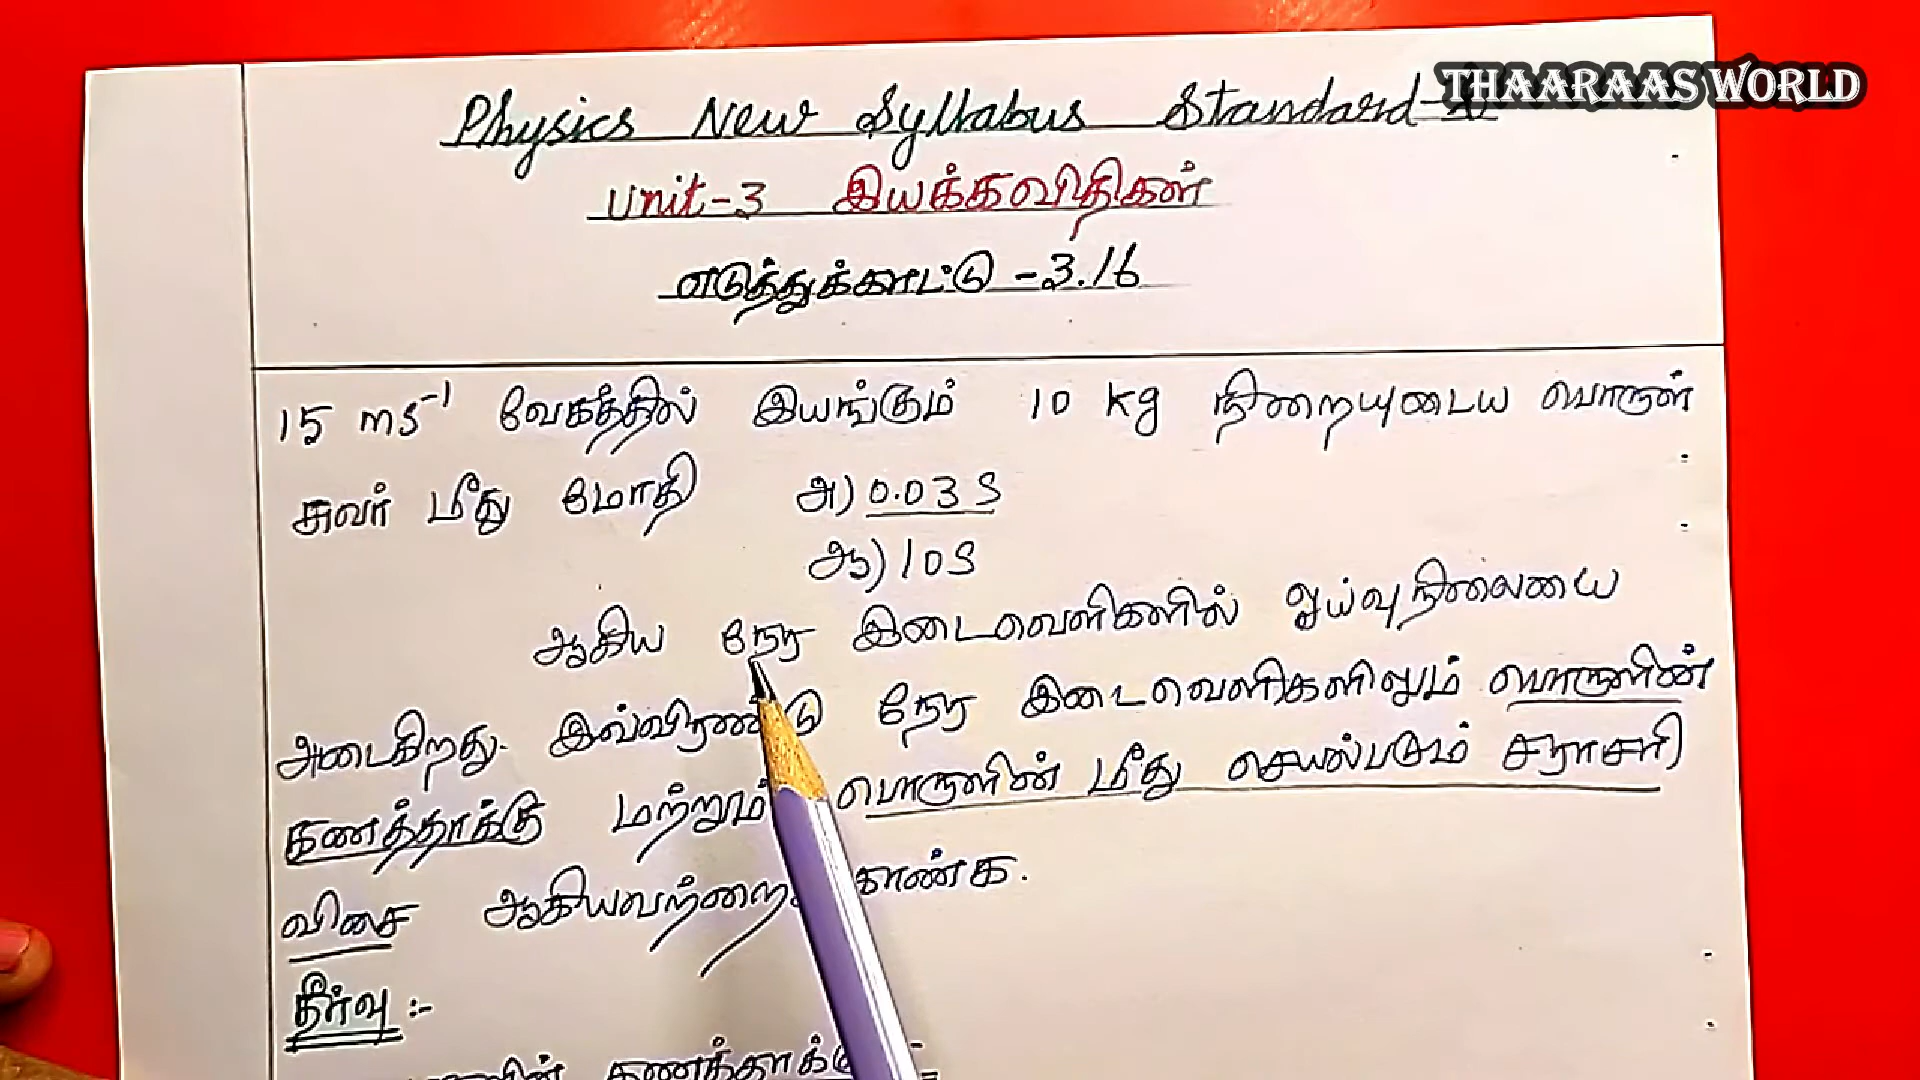 THAARAAS WORLD
Physics New Syllabus Standard-
Unit-3 இயக்கவிதிகள்
எடுத்துக்காட்டு - 3.16
15 ms⁻¹ வேகத்தில் இயங்கும் 10 kg நிறையுடைய பொருள்
சுவர் மீது மோதி அ) 0.03 S
ஆ) 10 S
ஆகிய நேர இடைவெளிகளில் ஓய்வுநிலையை
அடைகிறது. இவ்விரண்டு நேர இடைவெளிகளிலும் பொருளின்
கணத்தாக்கு மற்றும் பொருளின் மீது செயல்படும் சராசரி
விசை ஆகியவற்றை காண்க.
தீர்வு :-
கணத்தாக்கு